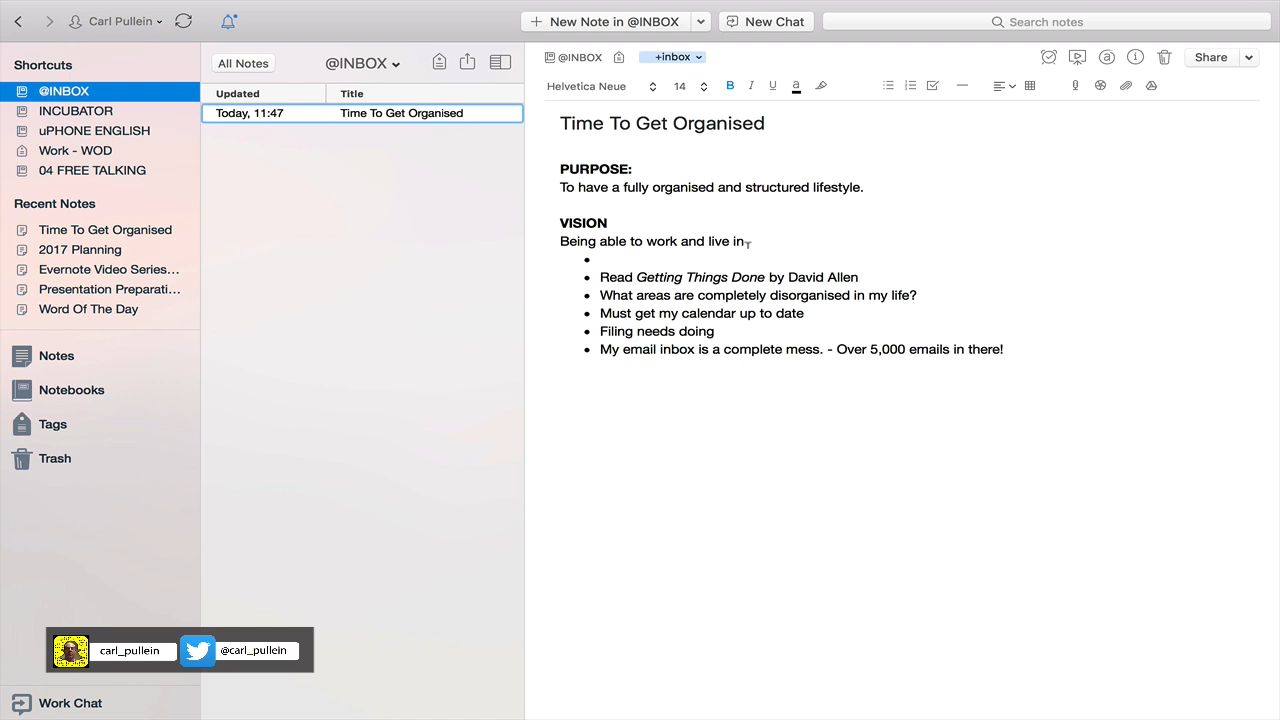 Carl Pullein
New Note in @INBOX
New Chat
Search notes
Shortcuts
@INBOX
INCUBATOR
uPHONE ENGLISH
Work - WOD
04 FREE TALKING
Recent Notes
Time To Get Organised
2017 Planning
Evernote Video Series…
Presentation Preparati…
Word Of The Day
Notes
Notebooks
Tags
Trash
carl_pullein
@carl_pullein
Work Chat
All Notes
@INBOX
Updated Title
Today, 11:47 Time To Get Organised
@INBOX
+inbox
Share
Helvetica Neue 14 B I U a
Time To Get Organised
PURPOSE:
To have a fully organised and structured lifestyle.
VISION
Being able to work and live in
• 
• Read Getting Things Done by David Allen
• What areas are completely disorganised in my life?
• Must get my calendar up to date
• Filing needs doing
• My email inbox is a complete mess. - Over 5,000 emails in there!